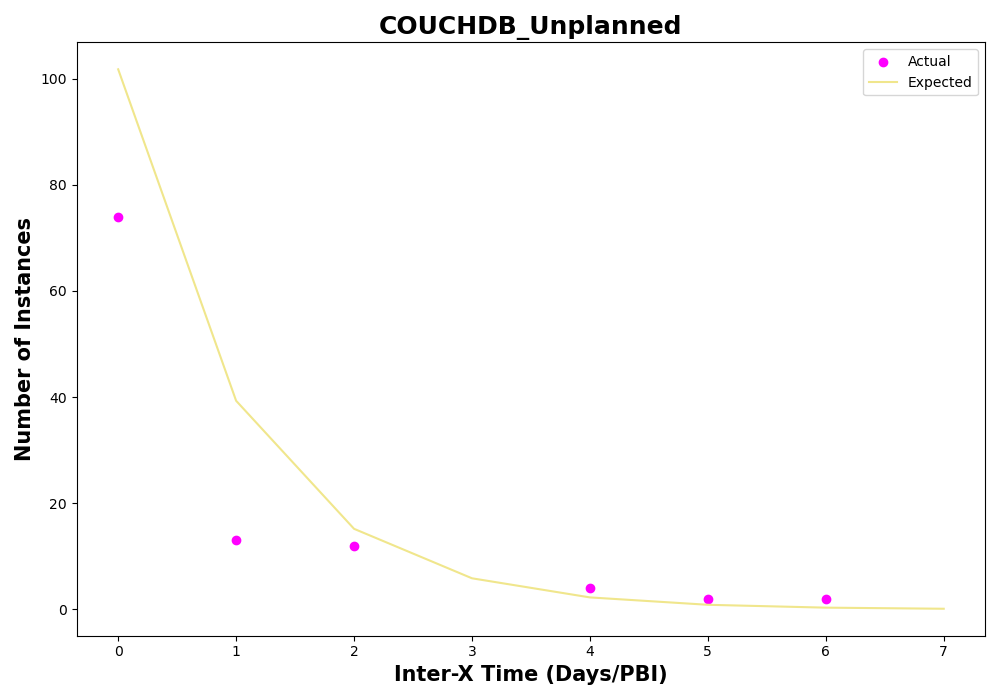 COUCHDB_Unplanned
Actual
Expected
Number of Instances
100
80
60
40
20
0
0 1 2 3 4 5 6 7
Inter-X Time (Days/PBI)